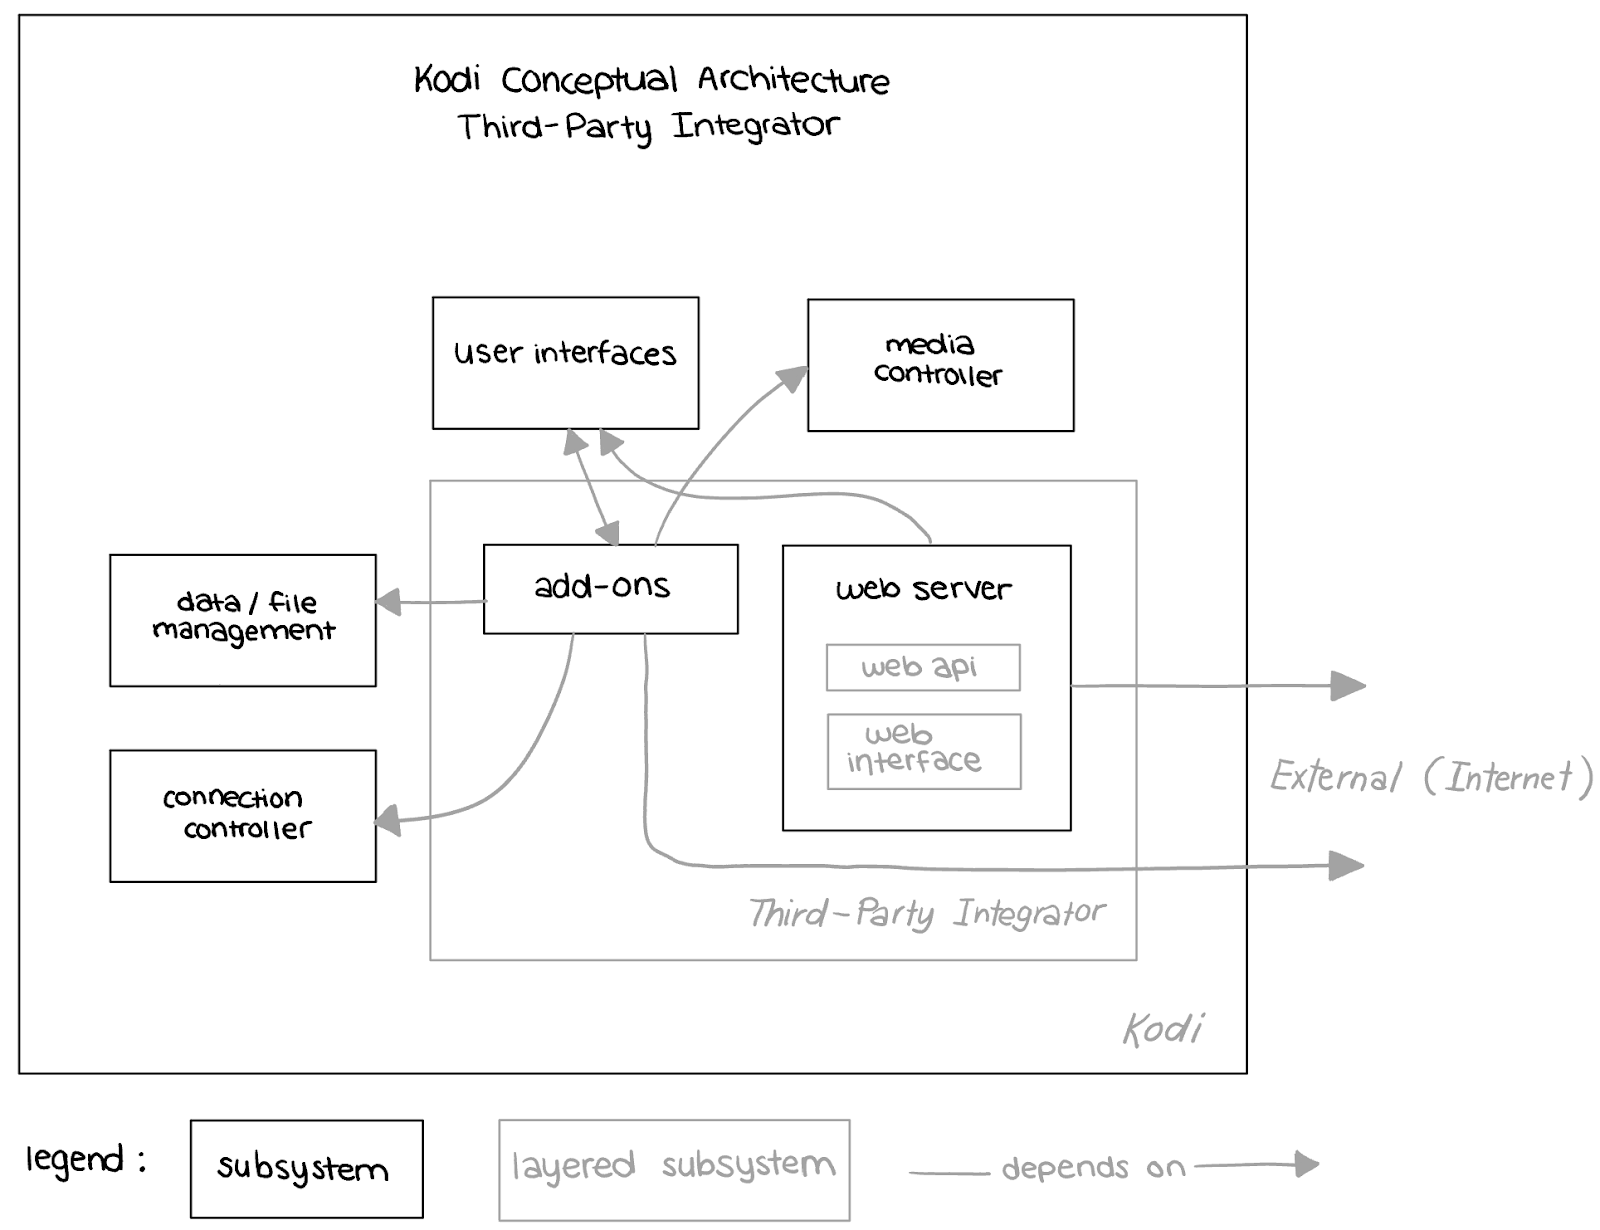 Kodi Conceptual Architecture
Third-Party Integrator
user interfaces
media
controller
add-ons
web server
data / file
management
web api
web
interface
connection
controller
External (Internet)
Third-Party Integrator
Kodi
legend :
subsystem
layered subsystem
depends on